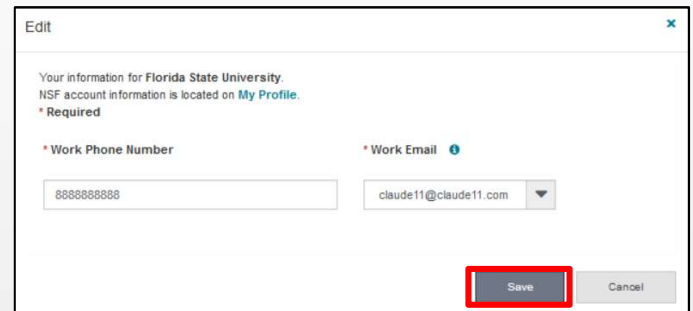 Edit
×
Your information for Florida State University.
NSF account information is located on My Profile.
* Required
* Work Phone Number
* Work Email
8888888888
claude11@claude11.com
Save
Cancel